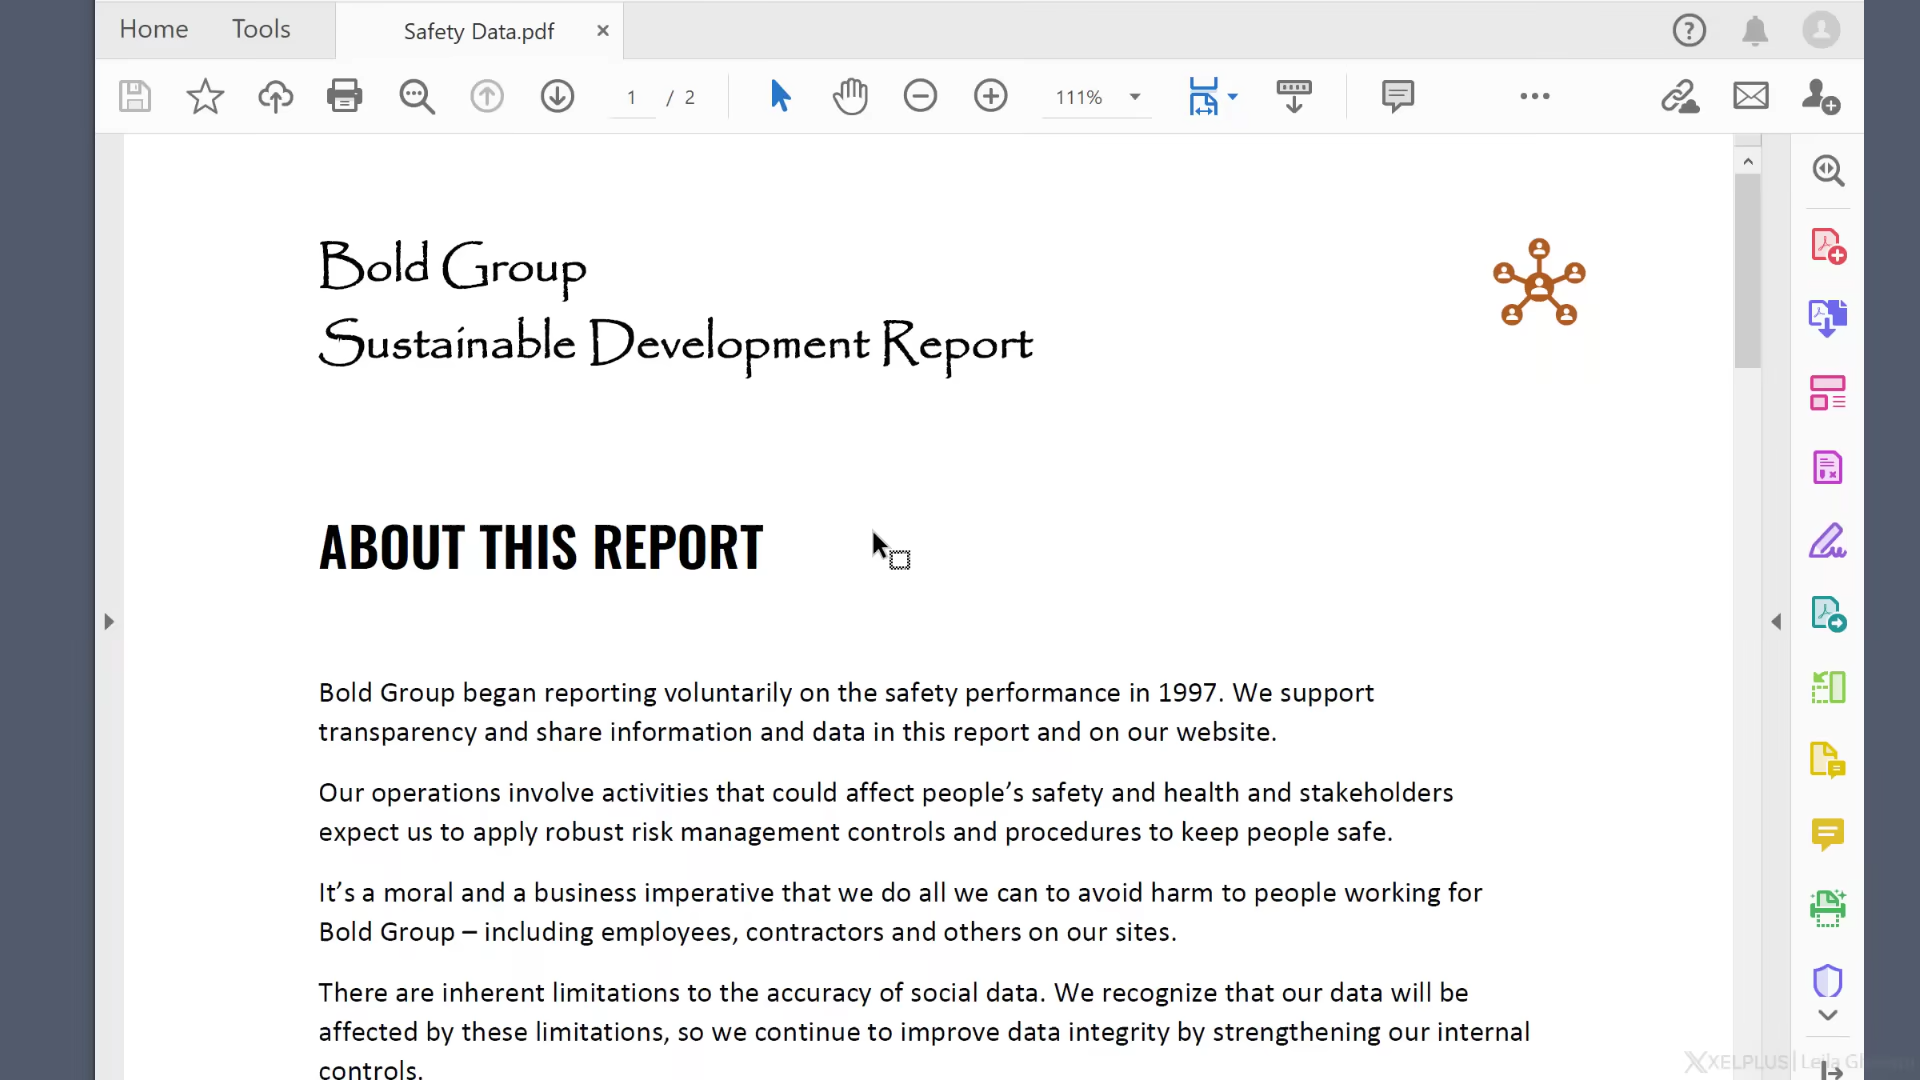 Home
Tools
Safety Data.pdf
1 / 2
111%
Bold Group
Sustainable Development Report
ABOUT THIS REPORT
Bold Group began reporting voluntarily on the safety performance in 1997. We support
transparency and share information and data in this report and on our website.
Our operations involve activities that could affect people’s safety and health and stakeholders
expect us to apply robust risk management controls and procedures to keep people safe.
It’s a moral and a business imperative that we do all we can to avoid harm to people working for
Bold Group – including employees, contractors and others on our sites.
There are inherent limitations to the accuracy of social data. We recognize that our data will be
affected by these limitations, so we continue to improve data integrity by strengthening our internal
controls.
XELPLUS | Leila